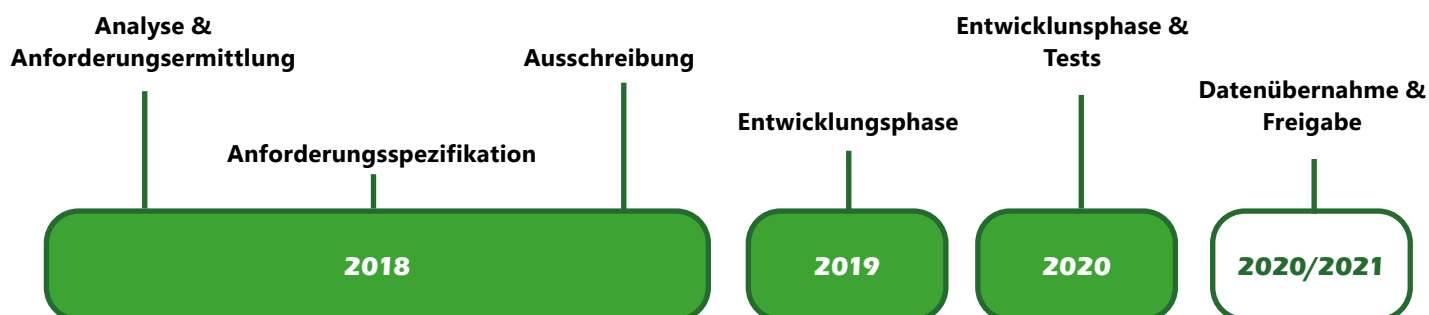 Analyse &
Anforderungsermittlung
Anforderungsspezifikation
Ausschreibung
Entwicklungsphase
Entwicklunsphase &
Tests
Datenübernahme &
Freigabe
2018
2019
2020
2020/2021